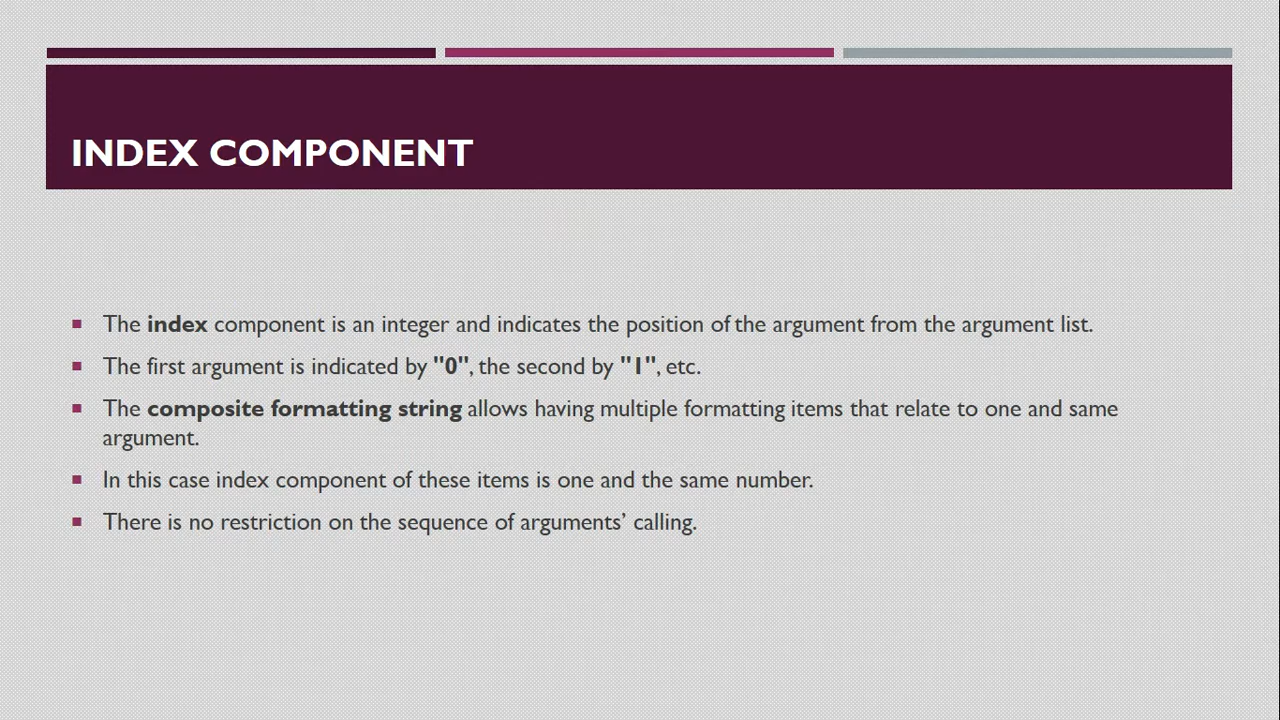 INDEX COMPONENT
The index component is an integer and indicates the position of the argument from the argument list.
The first argument is indicated by "0", the second by "1", etc.
The composite formatting string allows having multiple formatting items that relate to one and same
argument.
In this case index component of these items is one and the same number.
There is no restriction on the sequence of arguments’ calling.